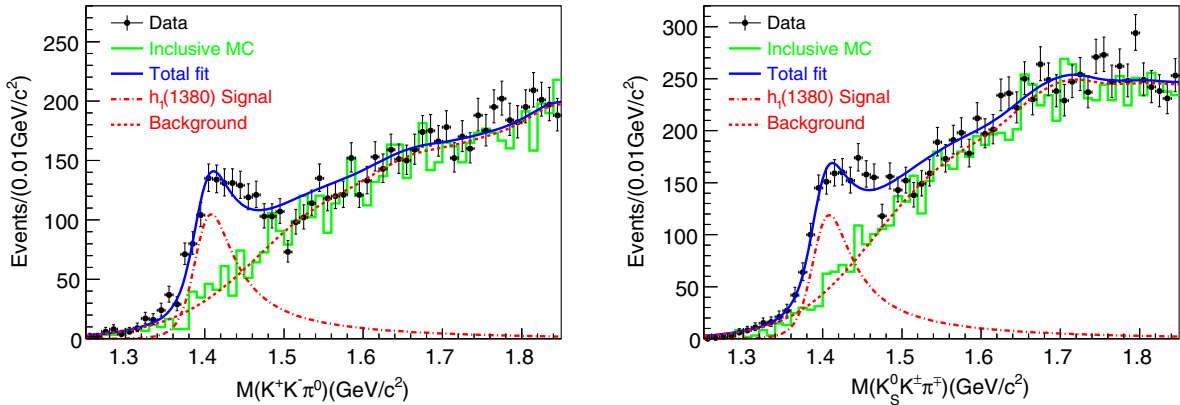 250
200
150
100
50
0
Events/(0.01GeV/c²)
Data
Inclusive MC
Total fit
h₁(1380) Signal
Background
1.3 1.4 1.5 1.6 1.7 1.8
M(K⁺K⁻π⁰)(GeV/c²)
300
250
200
150
100
50
0
Events/(0.01GeV/c²)
Data
Inclusive MC
Total fit
h₁(1380) Signal
Background
1.3 1.4 1.5 1.6 1.7 1.8
M(K⁰_S K^±π^∓)(GeV/c²)